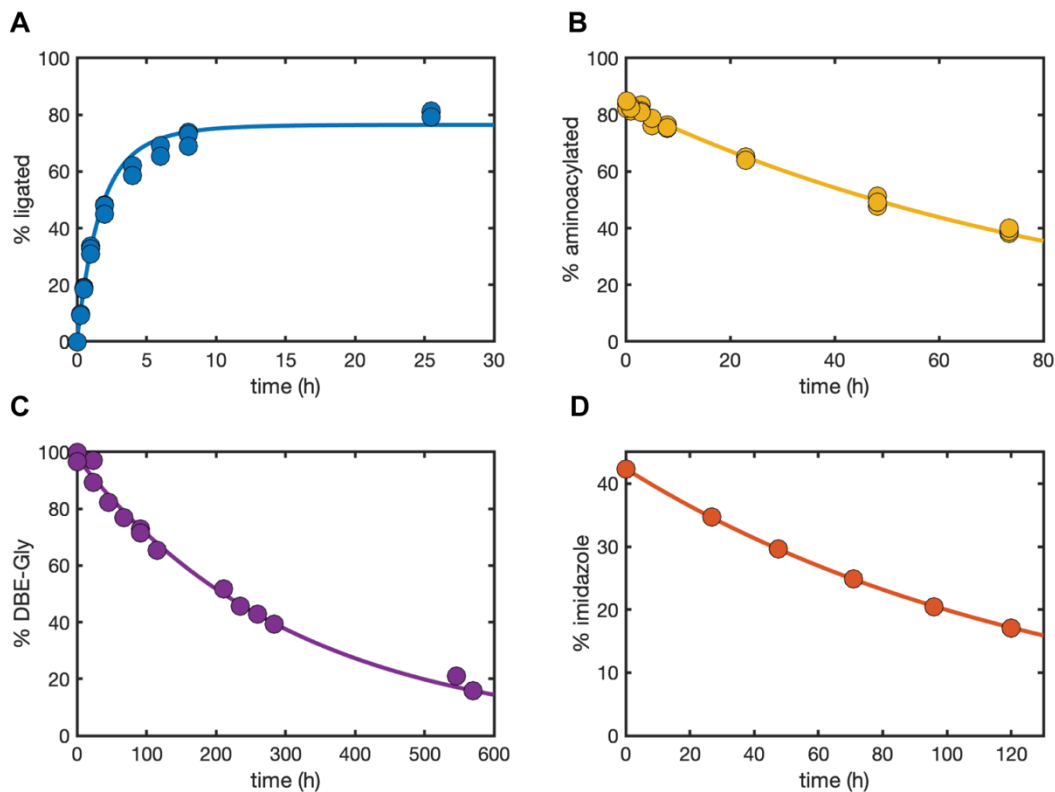 A
B
% ligated
100
80
60
40
20
0
0 5 10 15 20 25 30
time (h)
% aminoacylated
100
80
60
40
20
0
0 20 40 60 80
time (h)
C
D
% DBE-Gly
100
80
60
40
20
0
0 100 200 300 400 500 600
time (h)
% imidazole
40
30
20
10
0
0 20 40 60 80 100 120
time (h)